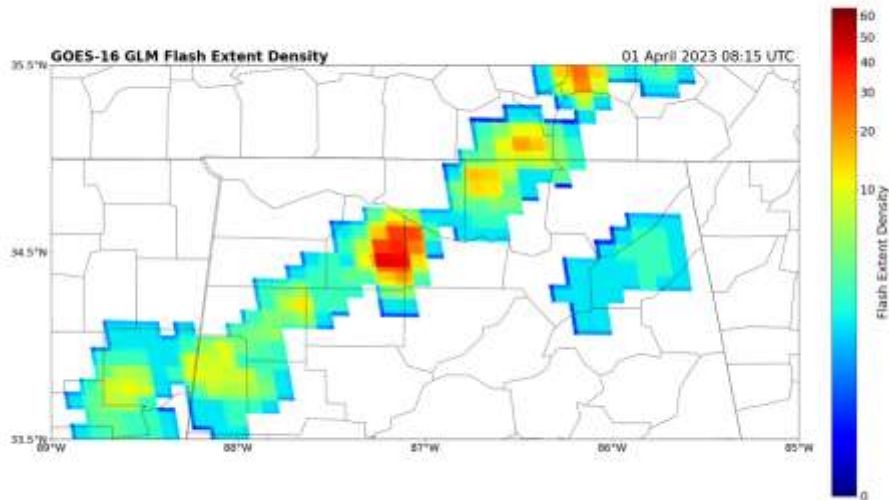 GOES-16 GLM Flash Extent Density
01 April 2023 08:15 UTC
35.5°N
34.5°N
33.5°N
89°W
88°W
87°W
86°W
85°W
60
50
40
30
20
10
0
Flash Extent Density